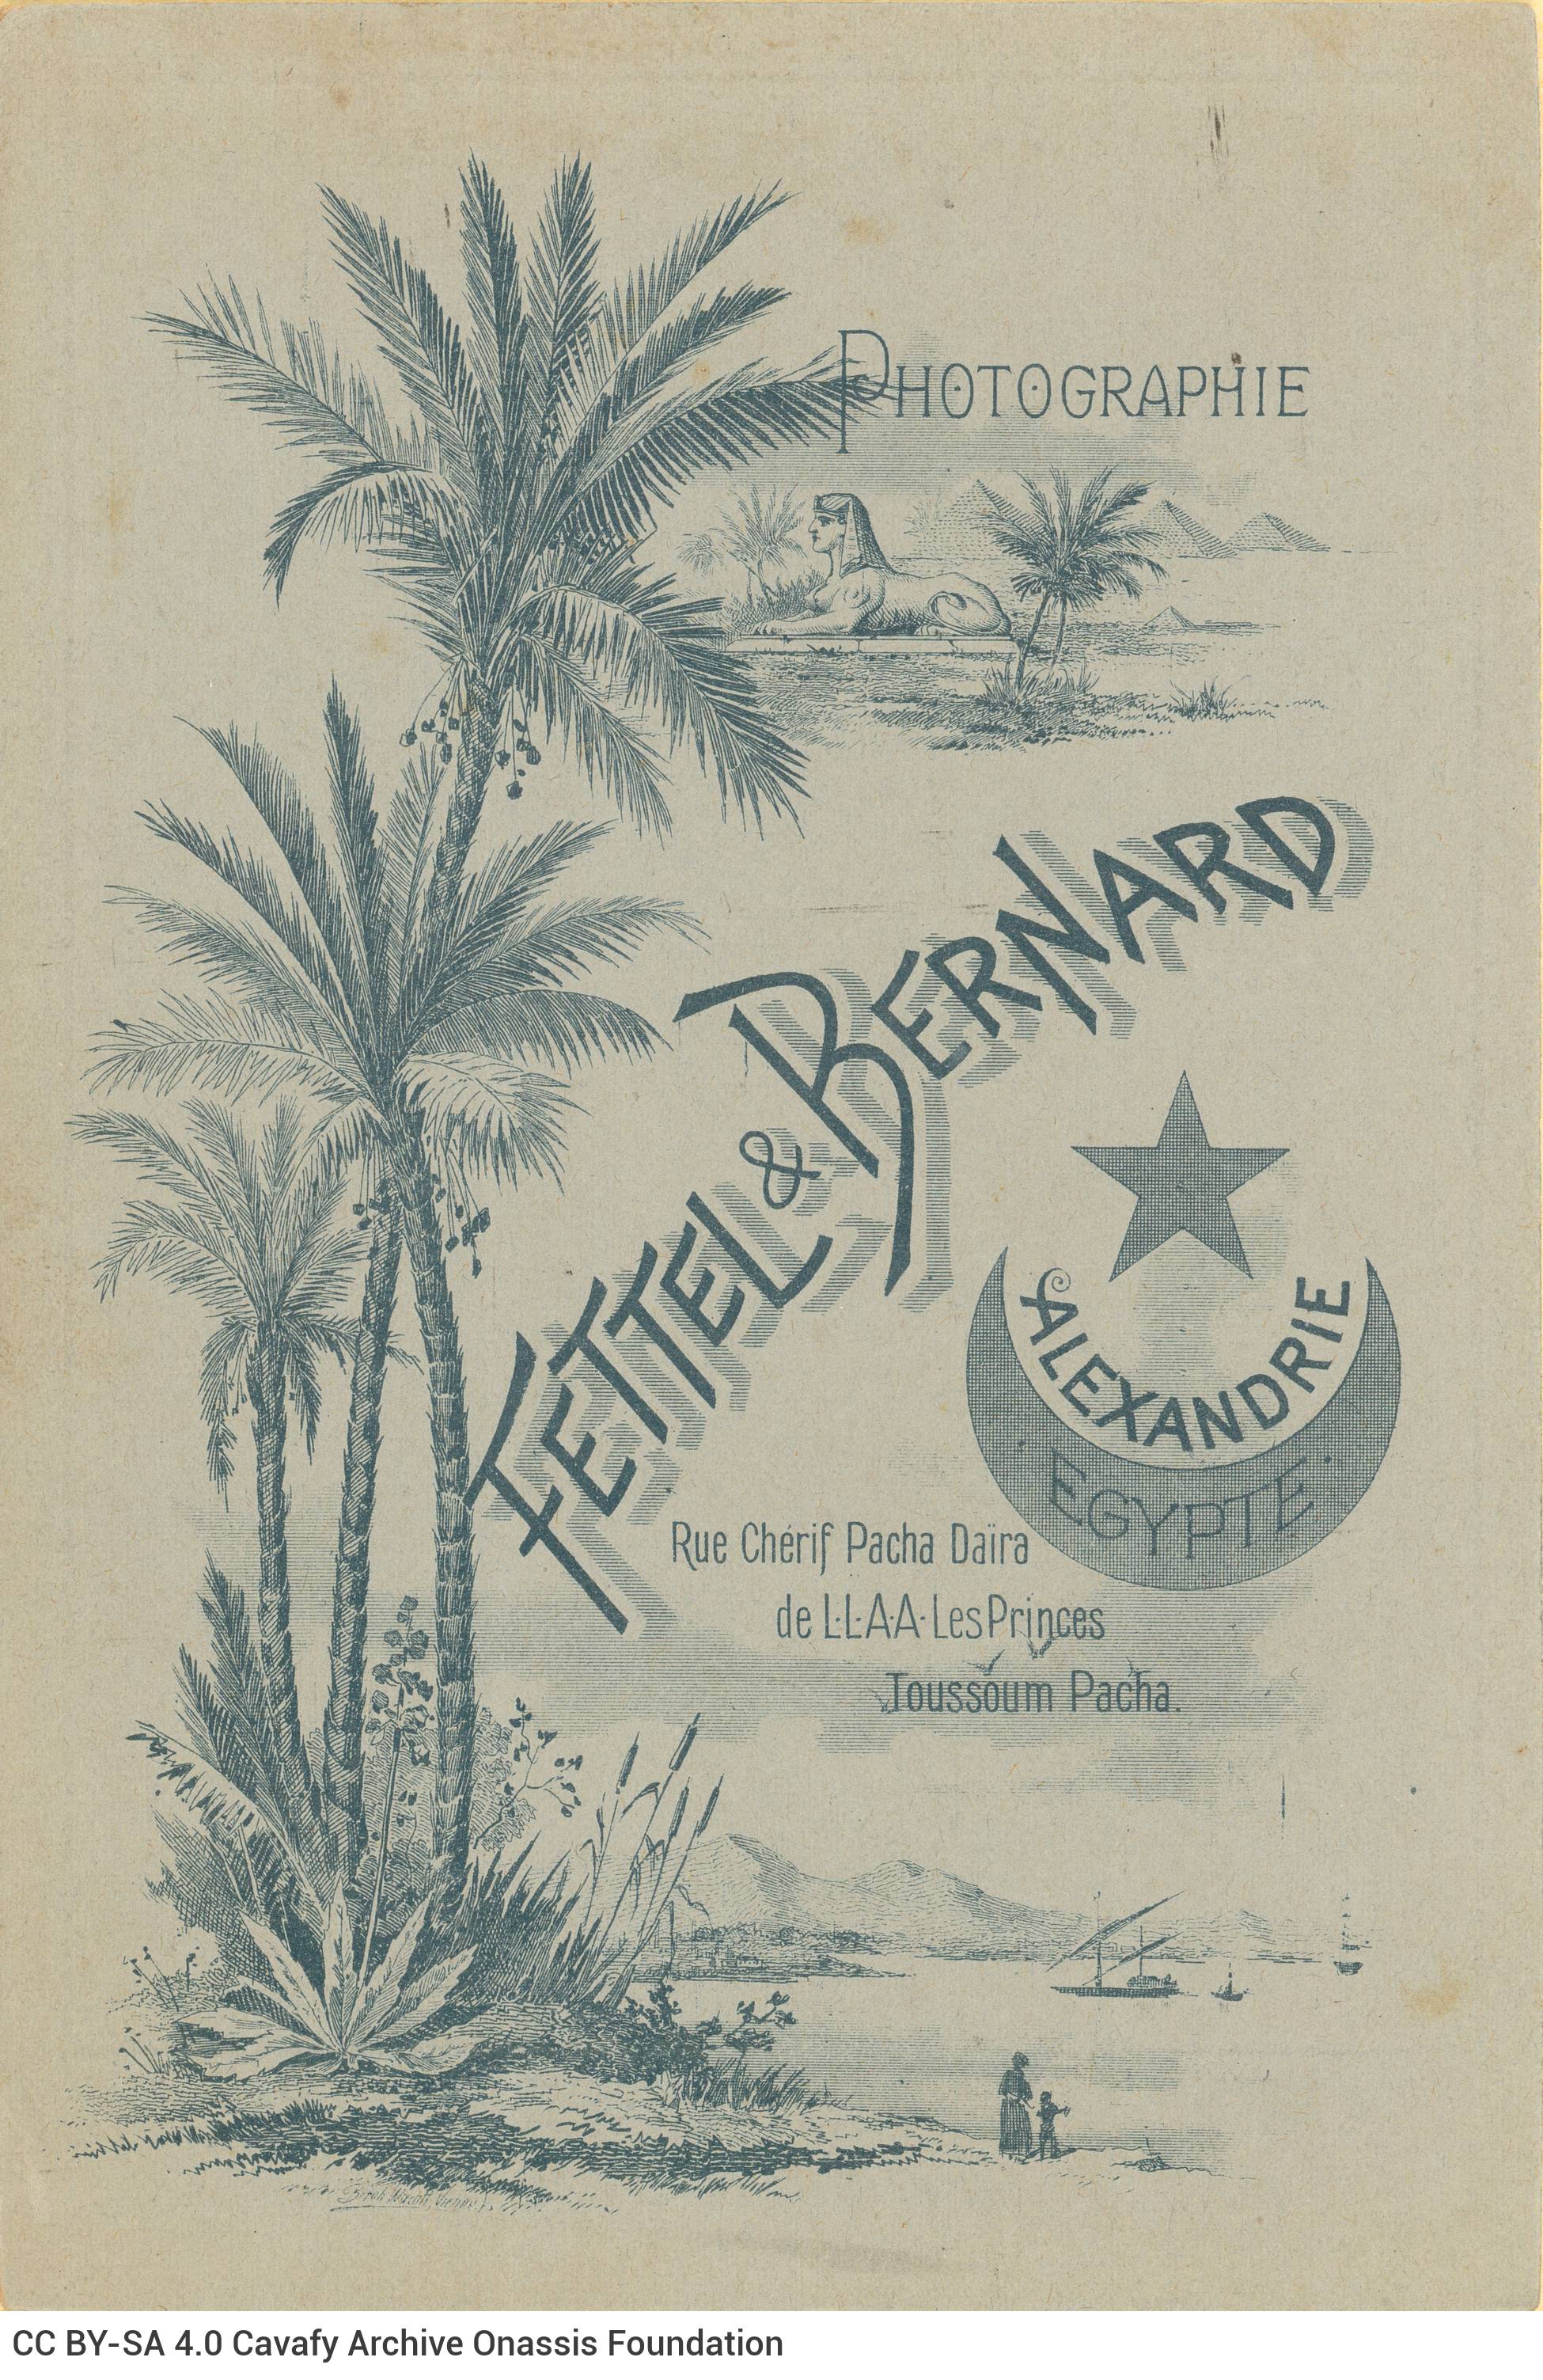 PHOTOGRAPHIE
FETTEL & BERNARD
ALEXANDRIE
EGYPTE
Rue Chérif Pacha Daïra
de L·L·A·A· Les Princes
Toussoum Pacha.
CC BY-SA 4.0 Cavafy Archive Onassis Foundation